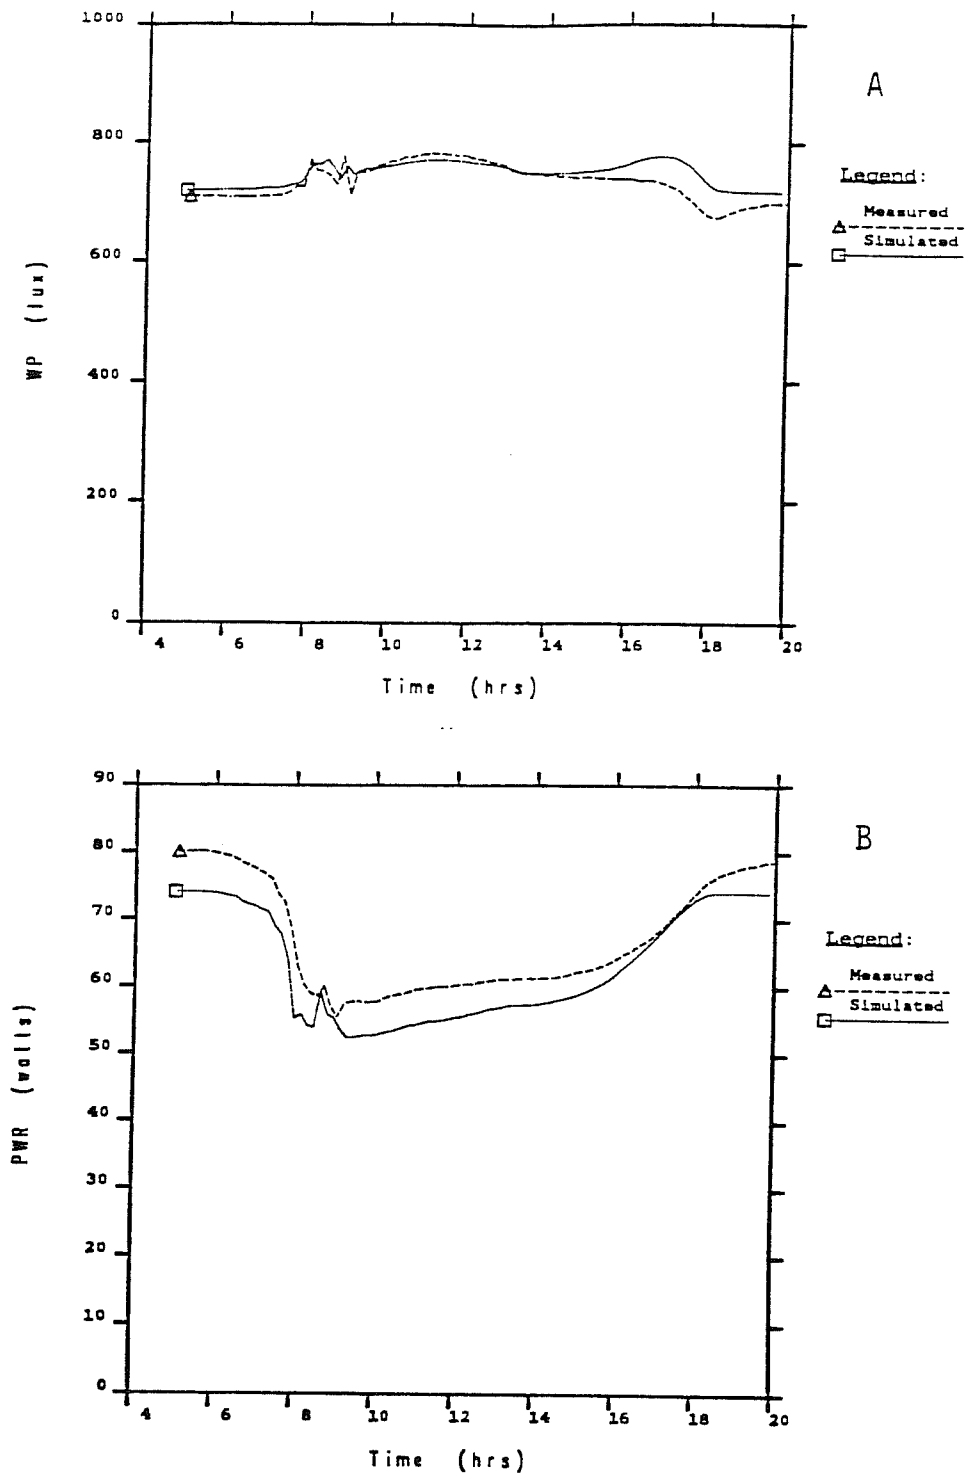 1000
A
800
Legend:
Measured
Simulated
600
WP (lux)
400
200
0
4 6 8 10 12 14 16 18 20
Time (hrs)
90
B
80
70
Legend:
Measured
Simulated
60
50
PWR (watts)
40
30
20
10
0
4 6 8 10 12 14 16 18 20
Time (hrs)